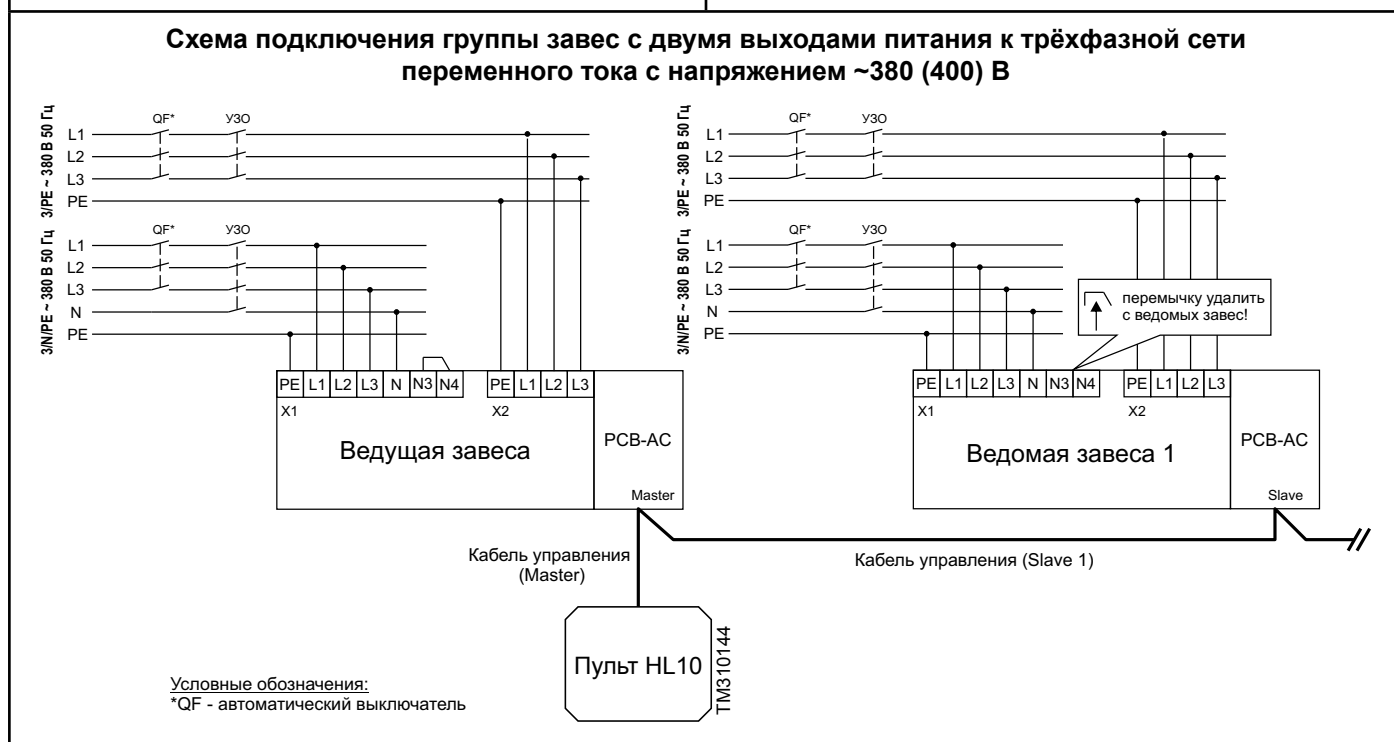 Схема подключения группы завес с двумя выходами питания к трёхфазной сети
переменного тока с напряжением ~380 (400) В
3/PE ~ 380 В 50 Гц
QF* УЗО
L1
L2
L3
PE
3/N/PE ~ 380 В 50 Гц
QF* УЗО
L1
L2
L3
N
PE
PE L1 L2 L3 N N3 N4 PE L1 L2 L3
X1 X2
Ведущая завеса
PCB-AC
Master
3/PE ~ 380 В 50 Гц
QF* УЗО
L1
L2
L3
PE
3/N/PE ~ 380 В 50 Гц
QF* УЗО
L1
L2
L3
N
PE
перемычку удалить
с ведомых завес!
PE L1 L2 L3 N N3 N4 PE L1 L2 L3
X1 X2
Ведомая завеса 1
PCB-AC
Slave
Кабель управления
(Master)
Кабель управления (Slave 1)
Пульт HL10
TM310144
Условные обозначения:
*QF - автоматический выключатель